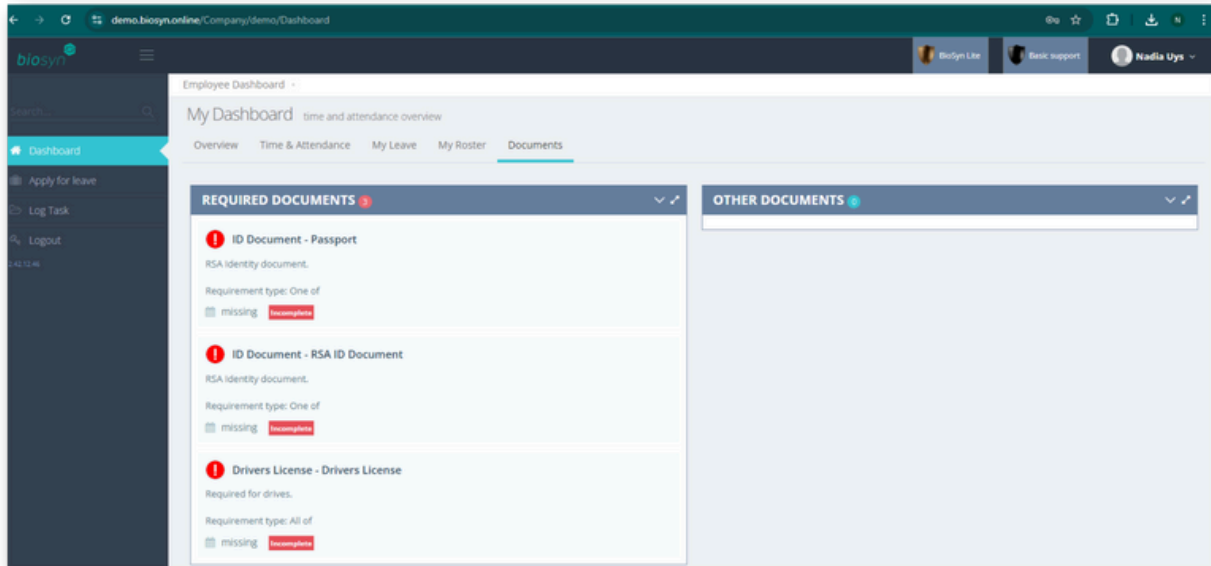 demo.biosyn.online/Company/demo/Dashboard
N
biosyn
BioSyn Lite
Basic support
Nadia Uys
Employee Dashboard
Search...
My Dashboard time and attendance overview
Overview Time & Attendance My Leave My Roster Documents
Dashboard
Apply for leave
Log Task
Logout
REQUIRED DOCUMENTS 3
ID Document - Passport
RSA Identity document.
Requirement type: One of
missing Incomplete
ID Document - RSA ID Document
RSA Identity document.
Requirement type: One of
missing Incomplete
Drivers License - Drivers License
Required for drives.
Requirement type: All of
missing Incomplete
OTHER DOCUMENTS 0